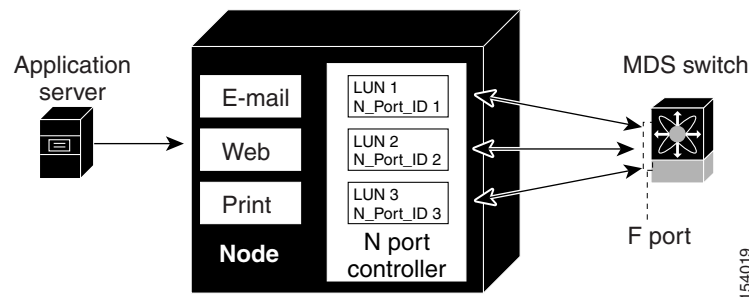 Application
server
E-mail
Web
Print
Node
LUN 1
N_Port_ID 1
LUN 2
N_Port_ID 2
LUN 3
N_Port_ID 3
N port
controller
MDS switch
F port
154019